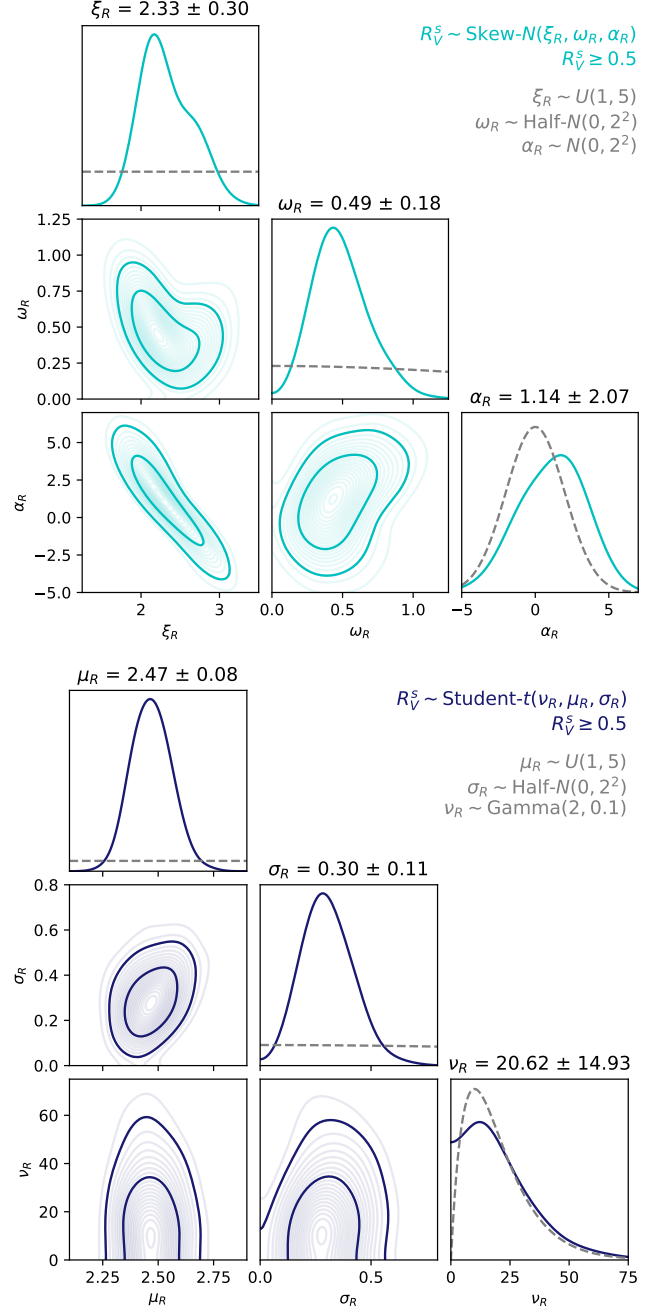 ξ_R = 2.33 ± 0.30
R_V^s ~ Skew-N(ξ_R, ω_R, α_R)
R_V^s ≥ 0.5
ξ_R ~ U(1, 5)
ω_R ~ Half-N(0, 2²)
α_R ~ N(0, 2²)
ω_R = 0.49 ± 0.18
1.25
1.00
0.75
0.50
0.25
0.00
ω_R
α_R = 1.14 ± 2.07
5.0
2.5
0.0
−2.5
−5.0
α_R
2 3
ξ_R
0.0 0.5 1.0
ω_R
−5 0 5
α_R
μ_R = 2.47 ± 0.08
R_V^s ~ Student-t(ν_R, μ_R, σ_R)
R_V^s ≥ 0.5
μ_R ~ U(1, 5)
σ_R ~ Half-N(0, 2²)
ν_R ~ Gamma(2, 0.1)
σ_R = 0.30 ± 0.11
0.8
0.6
0.4
0.2
0.0
σ_R
ν_R = 20.62 ± 14.93
60
40
20
0
ν_R
2.25 2.50 2.75
μ_R
0.0 0.5
σ_R
0 25 50 75
ν_R